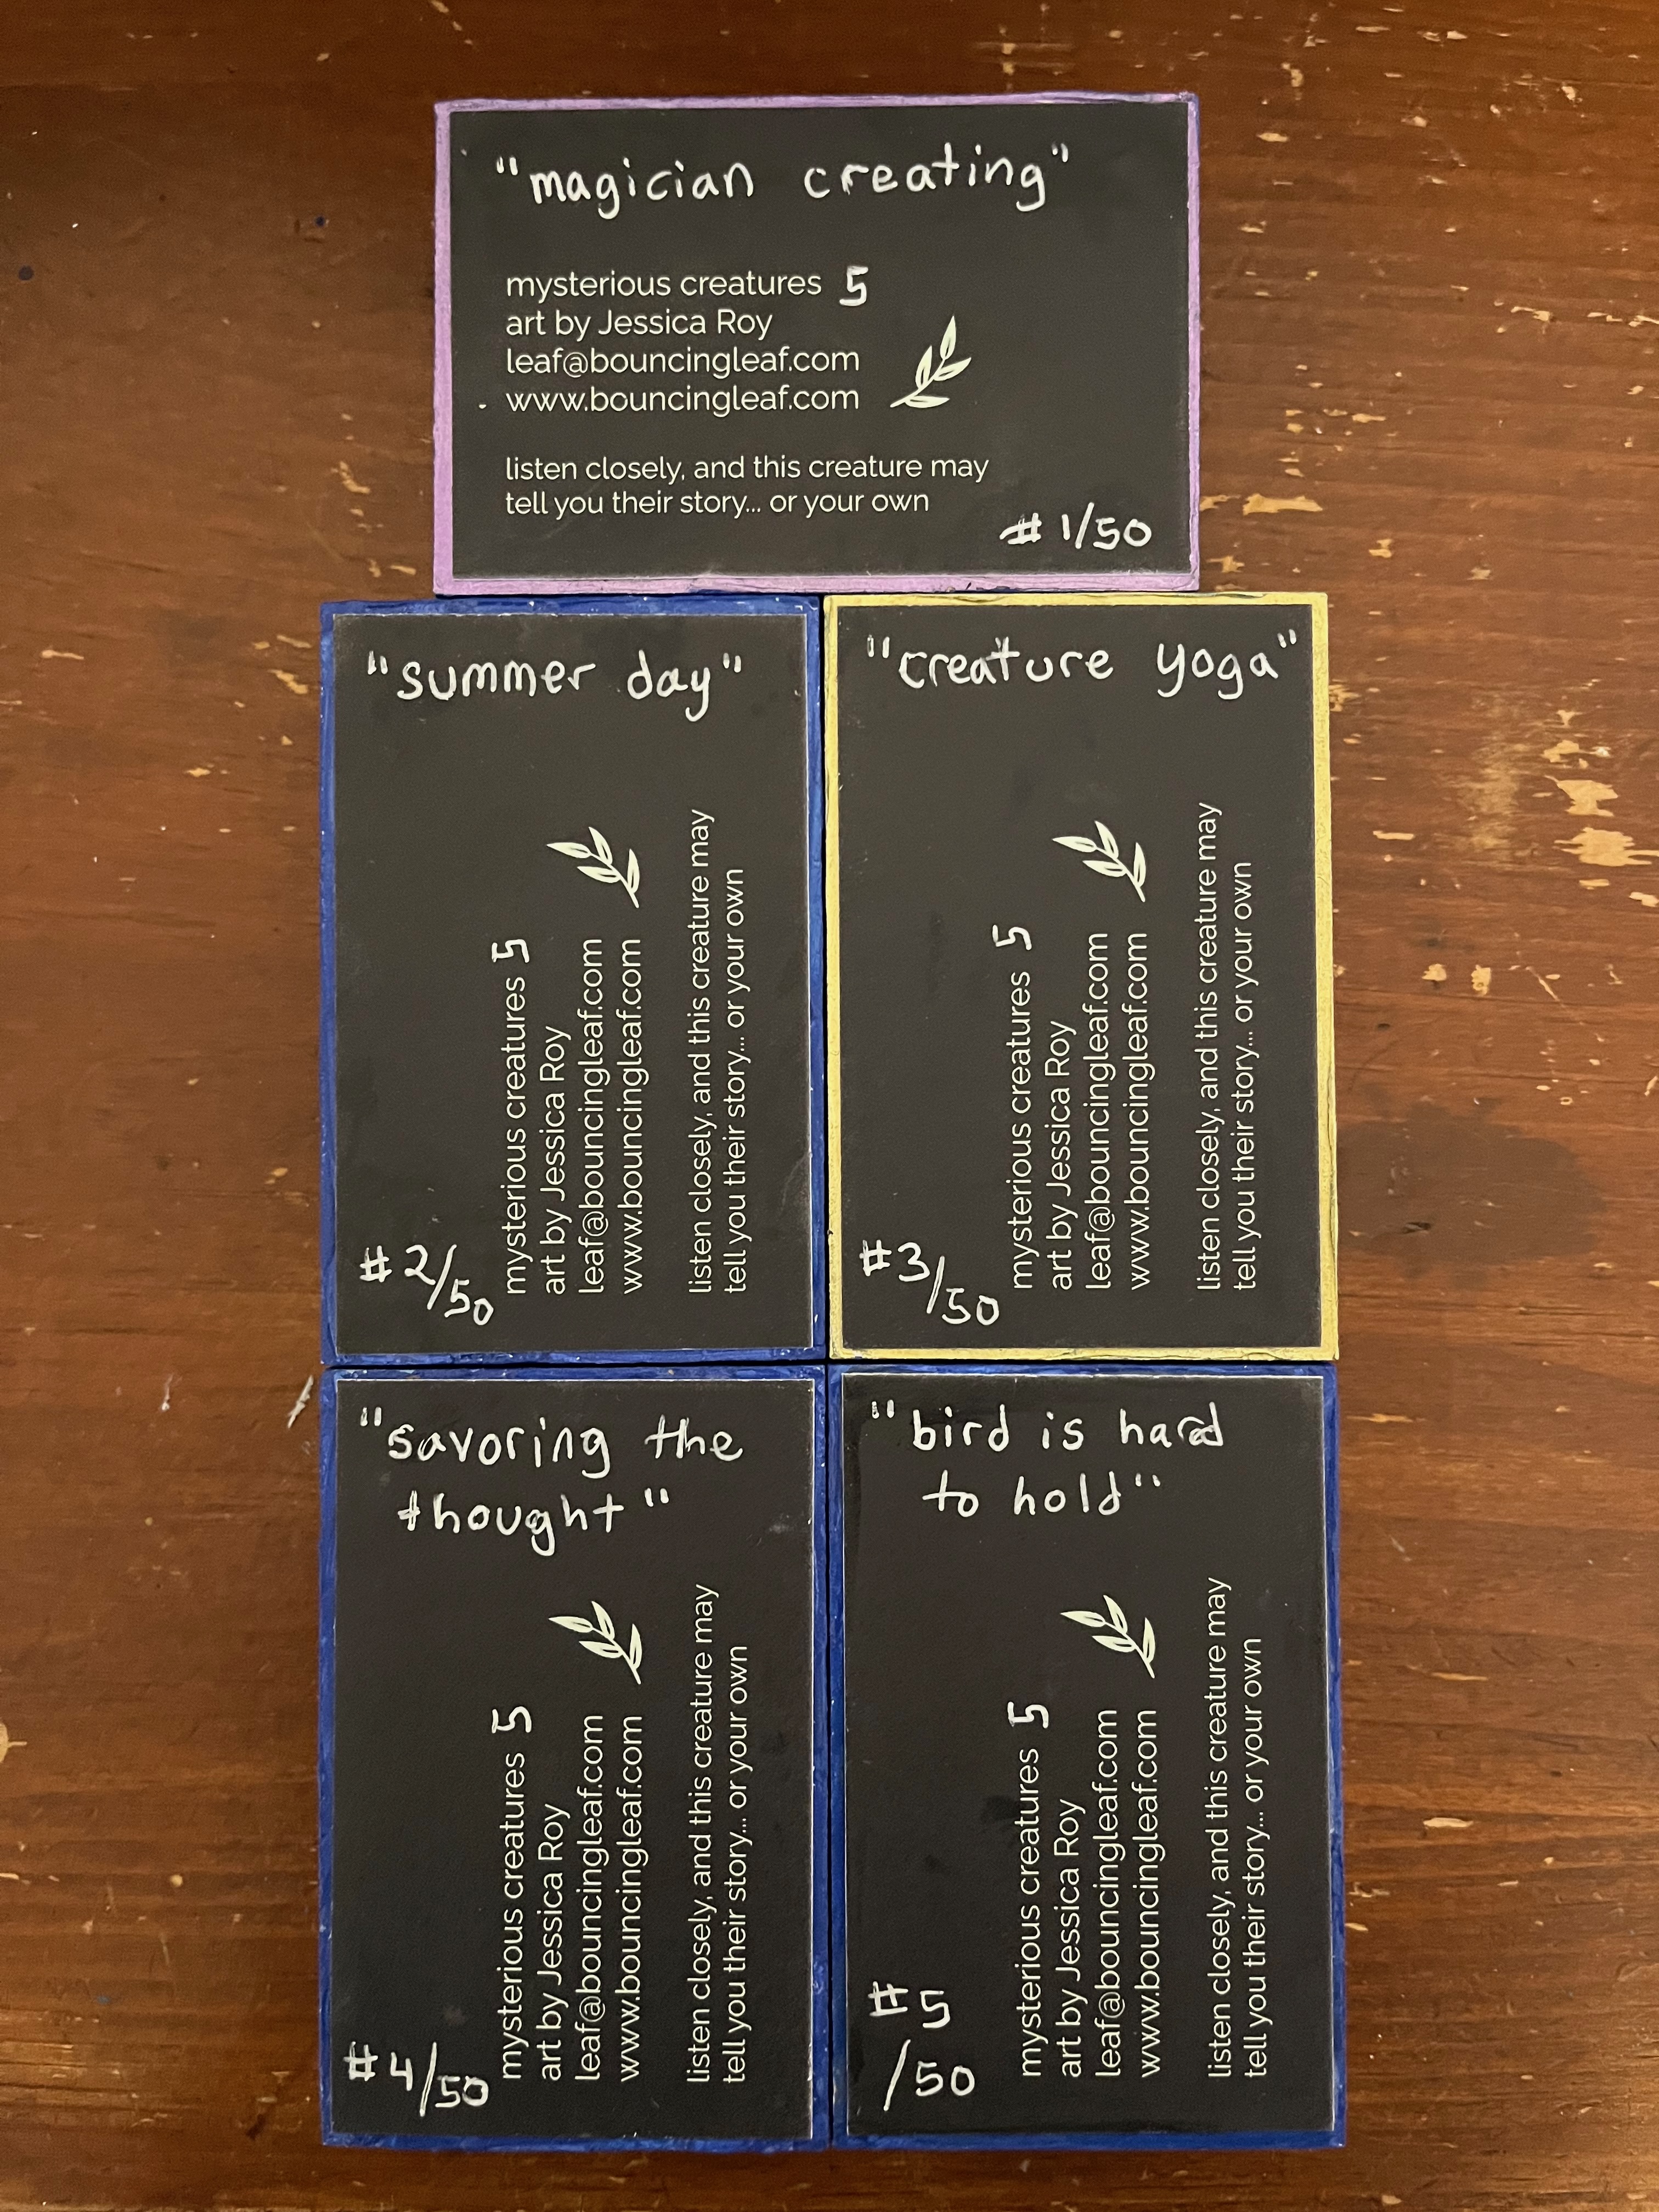 "magician creating"
mysterious creatures 5
art by Jessica Roy
leaf@bouncingleaf.com
www.bouncingleaf.com
listen closely, and this creature may
tell you their story... or your own
# 1/50
"summer day"
mysterious creatures 5
art by Jessica Roy
leaf@bouncingleaf.com
www.bouncingleaf.com
listen closely, and this creature may
tell you their story... or your own
# 2/50
"creature yoga"
mysterious creatures 5
art by Jessica Roy
leaf@bouncingleaf.com
www.bouncingleaf.com
listen closely, and this creature may
tell you their story... or your own
#3/50
"savoring the
thought"
mysterious creatures 5
art by Jessica Roy
leaf@bouncingleaf.com
www.bouncingleaf.com
listen closely, and this creature may
tell you their story... or your own
#4/50
"bird is hard
to hold"
mysterious creatures 5
art by Jessica Roy
leaf@bouncingleaf.com
www.bouncingleaf.com
listen closely, and this creature may
tell you their story... or your own
#5
/50